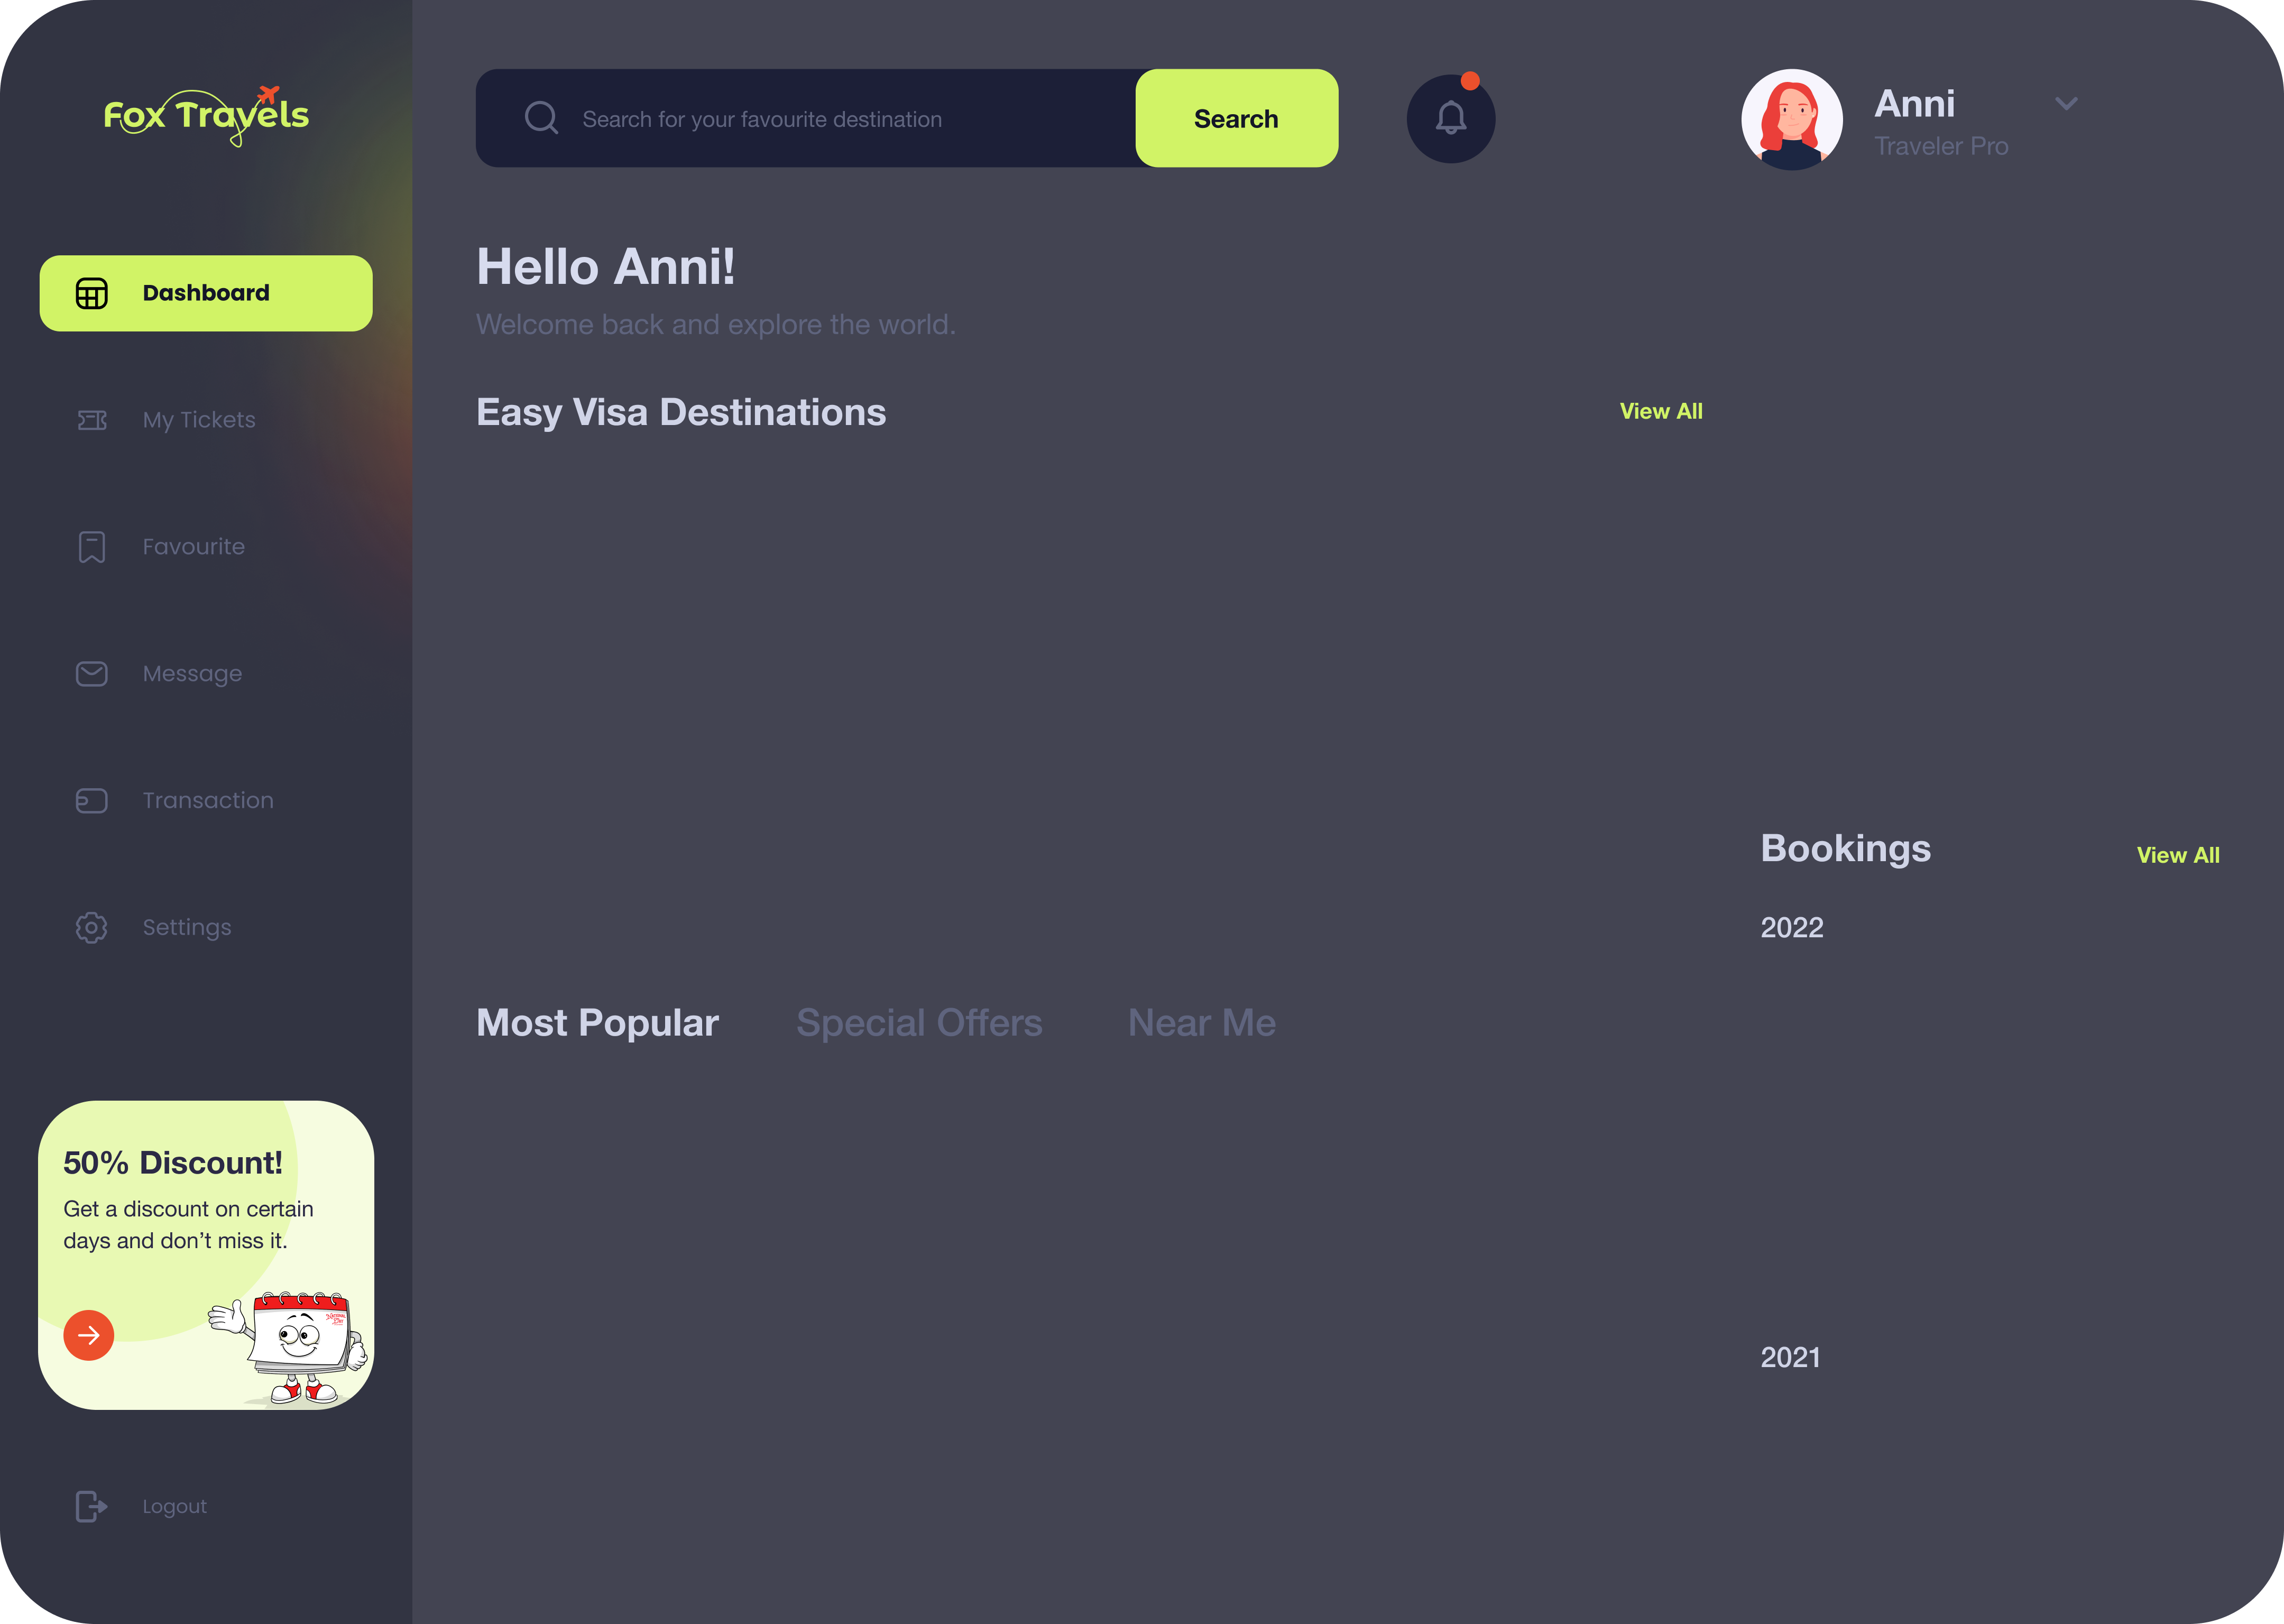 Fox Travels
Dashboard
My Tickets
Favourite
Message
Transaction
Settings
50% Discount!
Get a discount on certain
days and don’t miss it.
Logout
Search for your favourite destination
Search
Anni
Traveler Pro
Hello Anni!
Welcome back and explore the world.
Easy Visa Destinations
View All
Most Popular
Special Offers
Near Me
Bookings
View All
2022
2021